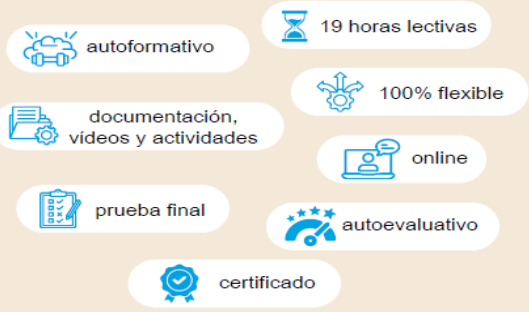 19 horas lectivas
autoformativo
100% flexible
documentación,
vídeos y actividades
online
prueba final
autoevaluativo
certificado